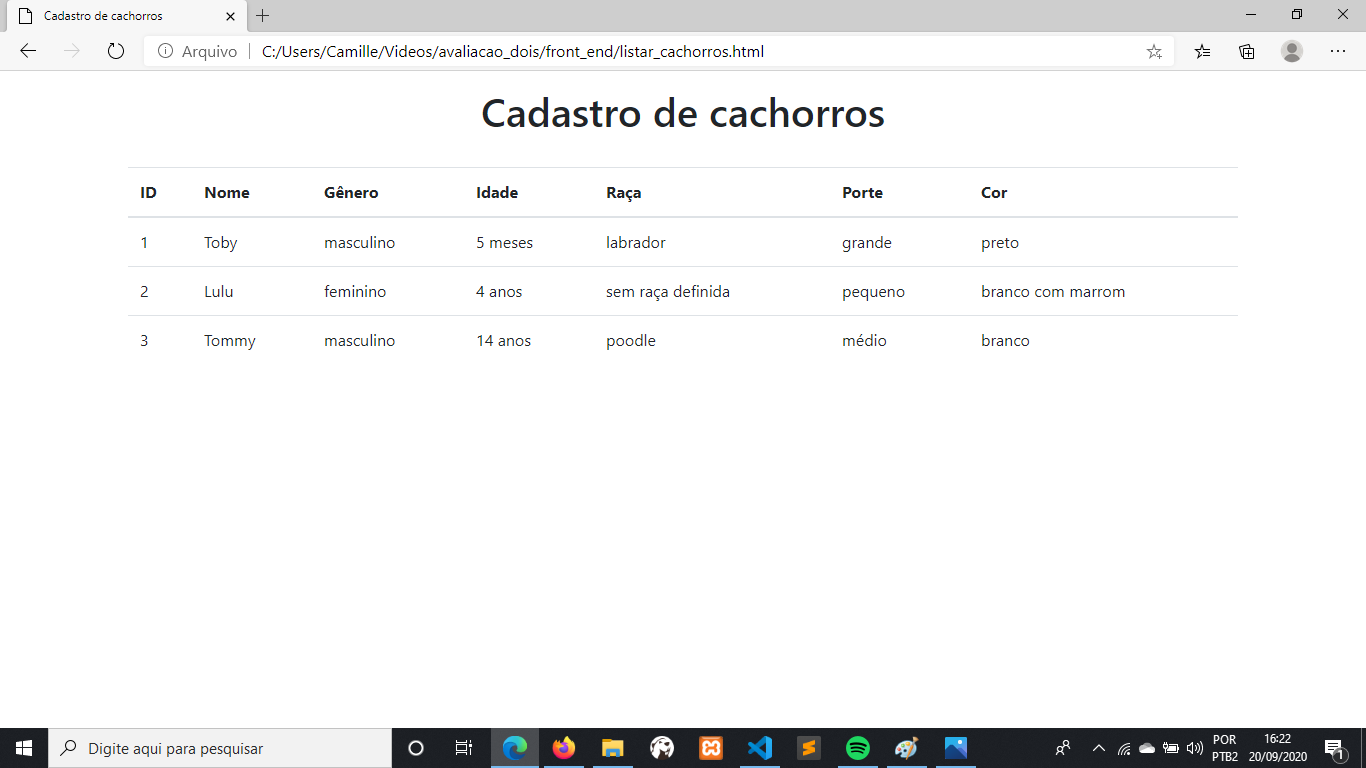 Cadastro de cachorros
Arquivo C:/Users/Camille/Videos/avaliacao_dois/front_end/listar_cachorros.html
Cadastro de cachorros
ID Nome Gênero Idade Raça Porte Cor
1 Toby masculino 5 meses labrador grande preto
2 Lulu feminino 4 anos sem raça definida pequeno branco com marrom
3 Tommy masculino 14 anos poodle médio branco
Digite aqui para pesquisar
POR 16:22
PTB2 20/09/2020
1